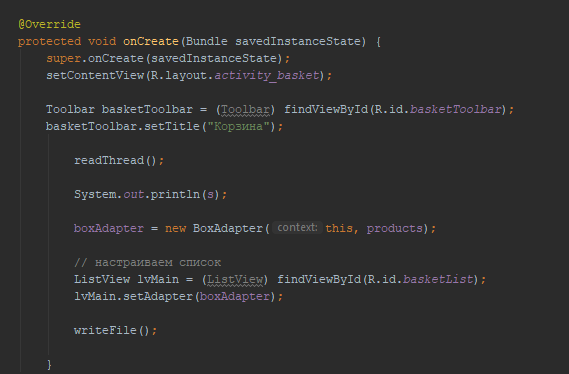 @Override
protected void onCreate(Bundle savedInstanceState) {
super.onCreate(savedInstanceState);
setContentView(R.layout.activity_basket);
Toolbar basketToolbar = (Toolbar) findViewById(R.id.basketToolbar);
basketToolbar.setTitle("Корзина");
readThread();
System.out.println(s);
boxAdapter = new BoxAdapter( context: this, products);
// настраиваем список
ListView lvMain = (ListView) findViewById(R.id.basketList);
lvMain.setAdapter(boxAdapter);
writeFile();
}